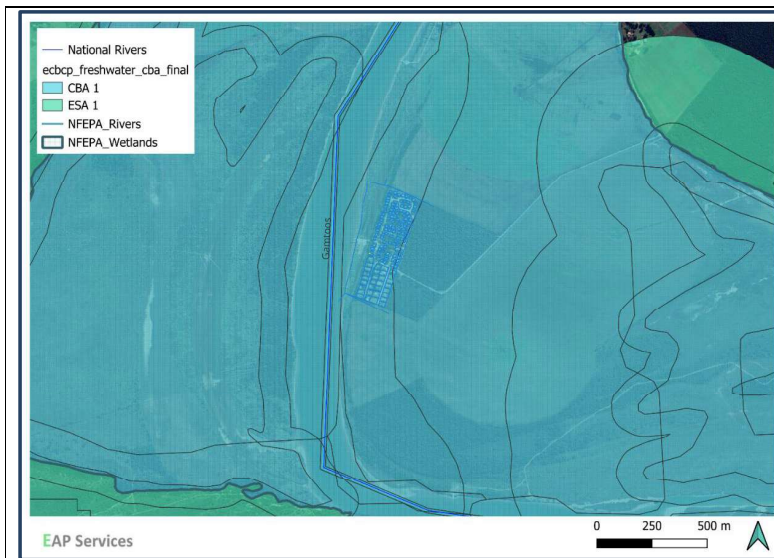 National Rivers
ecbcp_freshwater_cba_final
CBA 1
ESA 1
NFEPA_Rivers
NFEPA_Wetlands
Gamtoos
EAP Services
0 250 500 m